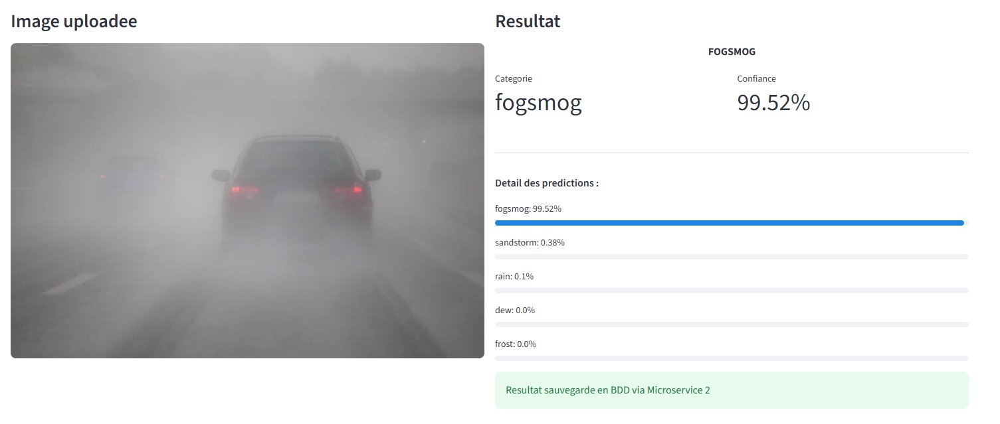 Image uploadee
Resultat
FOGSMOG
Categorie
fogsmog
Confiance
99.52%
Detail des predictions :
fogsmog: 99.52%
sandstorm: 0.38%
rain: 0.1%
dew: 0.0%
frost: 0.0%
Resultat sauvegarde en BDD via Microservice 2